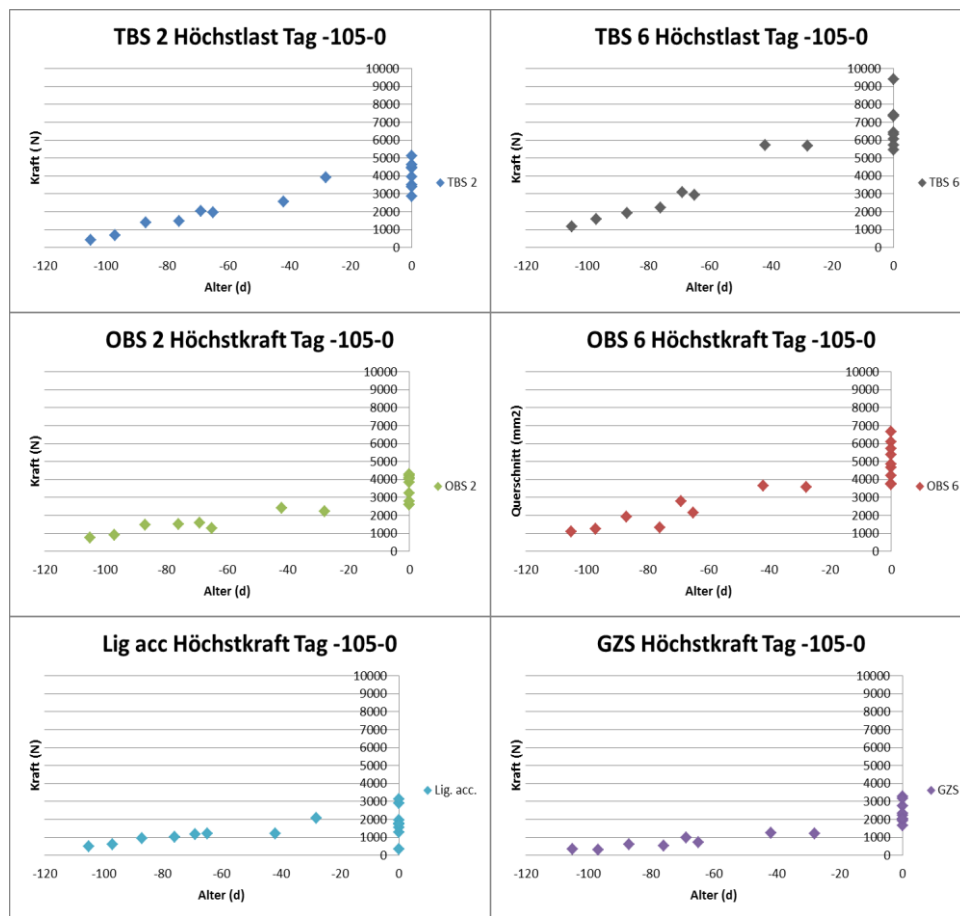 TBS 2 Höchstlast Tag -105-0
10000
9000
8000
7000
6000
5000
4000
3000
2000
1000
0
Kraft (N)
TBS 2
-120 -100 -80 -60 -40 -20 0
Alter (d)
TBS 6 Höchstlast Tag -105-0
10000
9000
8000
7000
6000
5000
4000
3000
2000
1000
0
Kraft (N)
TBS 6
-120 -100 -80 -60 -40 -20 0
Alter (d)
OBS 2 Höchstkraft Tag -105-0
10000
9000
8000
7000
6000
5000
4000
3000
2000
1000
0
Kraft (N)
OBS 2
-120 -100 -80 -60 -40 -20 0
Alter (d)
OBS 6 Höchstkraft Tag -105-0
10000
9000
8000
7000
6000
5000
4000
3000
2000
1000
0
Querschnitt (mm2)
OBS 6
-120 -100 -80 -60 -40 -20 0
Alter (d)
Lig acc Höchstkraft Tag -105-0
10000
9000
8000
7000
6000
5000
4000
3000
2000
1000
0
Kraft (N)
Lig. acc.
-120 -100 -80 -60 -40 -20 0
Alter (d)
GZS Höchstkraft Tag -105-0
10000
9000
8000
7000
6000
5000
4000
3000
2000
1000
0
Kraft (N)
GZS
-120 -100 -80 -60 -40 -20 0
Alter (d)